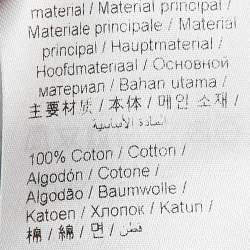 material / Material principal /
Materiale principale / Material
principal / Hauptmaterial /
Hoofdmateriaal / Основной
материал / Bahan utama /
主要材质 / 本体 / 메인 소재 /
المادة الأساسية
100% Coton / Cotton /
Algodón / Cotone /
Algodão / Baumwolle /
Katoen / Хлопок / Katun /
棉 / 綿 / 면 / قطن